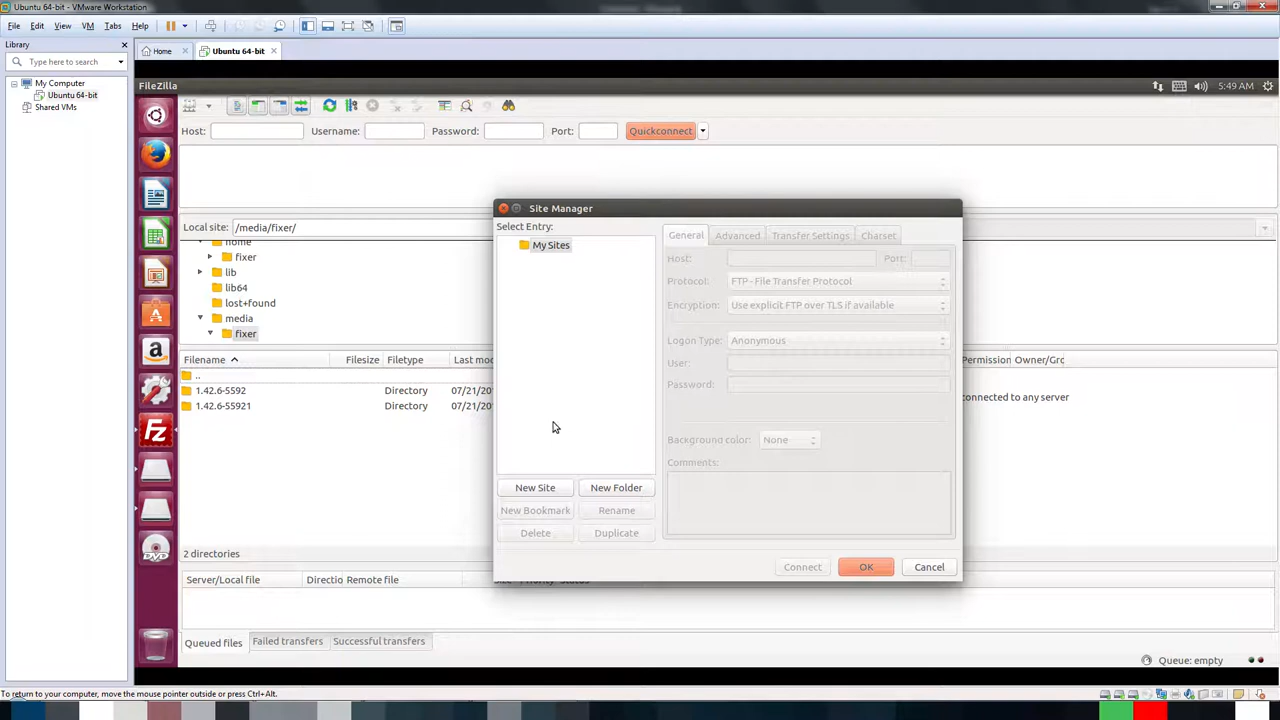 Ubuntu 64-bit - VMware Workstation
File Edit View VM Tabs Help
Library
Type here to search
My Computer
Ubuntu 64-bit
Shared VMs
Home
Ubuntu 64-bit
FileZilla
5:49 AM
Host: Username: Password: Port: Quickconnect
Local site: /media/fixer/
home
fixer
lib
lib64
lost+found
media
fixer
Filename Filesize Filetype Last mod
..
1.42.6-5592 Directory 07/21/20
1.42.6-55921 Directory 07/21/20
2 directories
Permission Owner/Grc
connected to any server
Site Manager
Select Entry:
My Sites
New Site New Folder
New Bookmark Rename
Delete Duplicate
General Advanced Transfer Settings Charset
Host: Port:
Protocol: FTP - File Transfer Protocol
Encryption: Use explicit FTP over TLS if available
Logon Type: Anonymous
User:
Password:
Background color: None
Comments:
Connect OK Cancel
Server/Local file Directio Remote file Size Priority Status
Queued files Failed transfers Successful transfers
Queue: empty
To return to your computer, move the mouse pointer outside or press Ctrl+Alt.